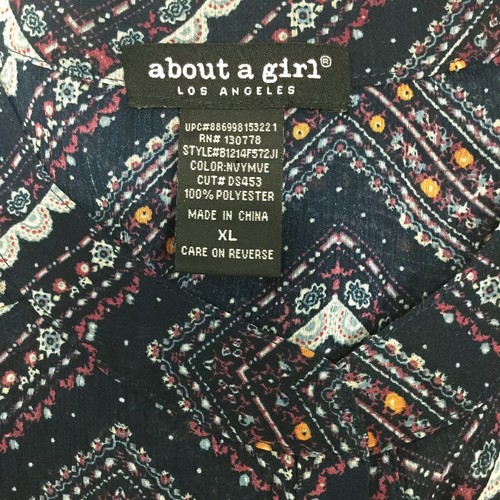 about a girl®
LOS ANGELES
UPC#886998153221
RN# 130778
STYLE#B1214F572JI
COLOR:NVYMVE
CUT# DS453
100% POLYESTER
MADE IN CHINA
XL
CARE ON REVERSE